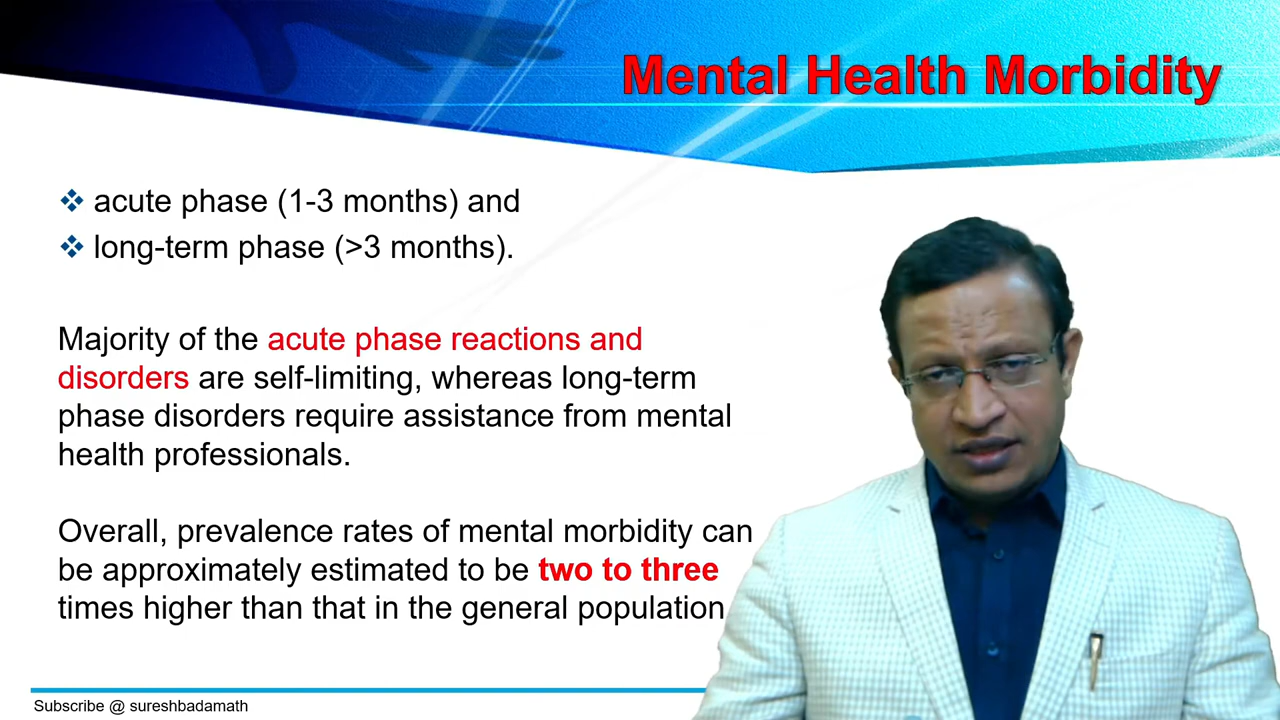 Mental Health Morbidity
acute phase (1-3 months) and
long-term phase (>3 months).
Majority of the acute phase reactions and
disorders are self-limiting, whereas long-term
phase disorders require assistance from mental
health professionals.
Overall, prevalence rates of mental morbidity can
be approximately estimated to be two to three
times higher than that in the general population
Subscribe @ sureshbadamath